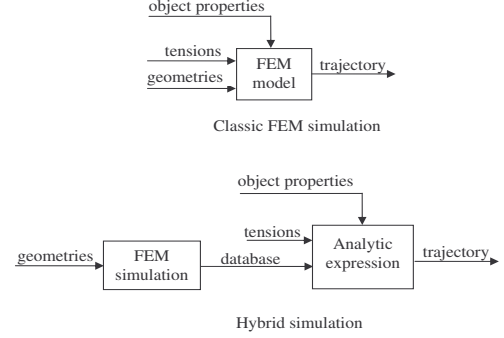 object properties
tensions
geometries
FEM
model
trajectory
Classic FEM simulation
object properties
tensions
geometries
FEM
simulation
database
Analytic
expression
trajectory
Hybrid simulation